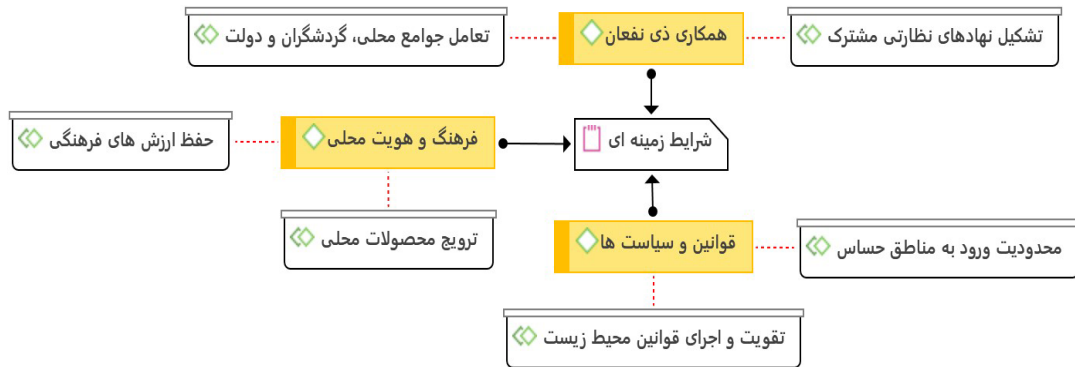 تشکیل نهادهای نظارتی مشترک
همکاری ذی نفعان
تعامل جوامع محلی، گردشگران و دولت
شرایط زمینه ای
فرهنگ و هویت محلی
حفظ ارزش های فرهنگی
ترویج محصولات محلی
محدودیت ورود به مناطق حساس
قوانین و سیاست ها
تقویت و اجرای قوانین محیط زیست